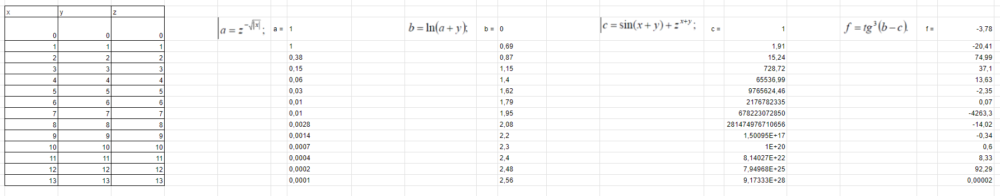 x y z
0 0 0 a = z^{-√|x|}; a = 1 b = ln(a + y); b = 0 c = sin(x + y) + z^{x+y}; c = 1 f = tg³(b − c). f = -3,78
1 1 1 1 0,69 1,91 -20,41
2 2 2 0,38 0,87 15,24 74,99
3 3 3 0,15 1,15 728,72 37,1
4 4 4 0,06 1,4 65536,99 13,63
5 5 5 0,03 1,62 9765624,46 -2,35
6 6 6 0,01 1,79 2176782335 0,07
7 7 7 0,01 1,95 678223072850 -4263,3
8 8 8 0,0028 2,08 281474976710656 -14,02
9 9 9 0,0014 2,2 1,50095E+17 -0,34
10 10 10 0,0007 2,3 1E+20 0,6
11 11 11 0,0004 2,4 8,14027E+22 8,33
12 12 12 0,0002 2,48 7,94968E+25 92,29
13 13 13 0,0001 2,56 9,17333E+28 0,00002